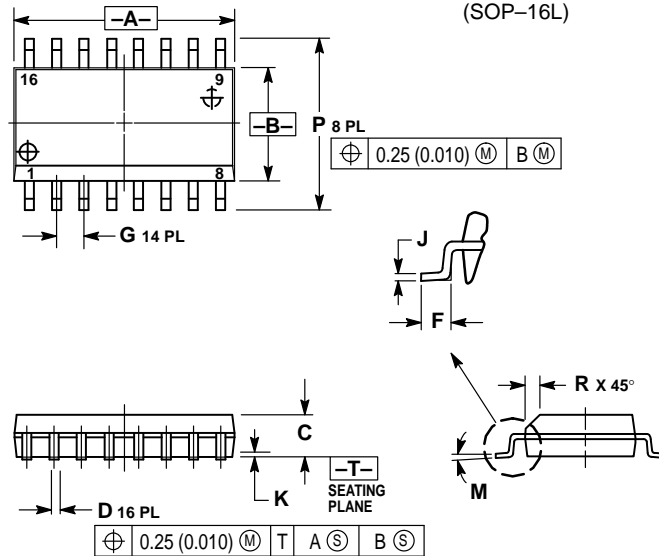 (SOP–16L)
–A–
16 9
–B–
P 8 PL
⌖ 0.25 (0.010) Ⓜ B Ⓜ
1 8
G 14 PL
J
F
R X 45°
C
–T–
SEATING
PLANE
K
M
D 16 PL
⌖ 0.25 (0.010) Ⓜ T A Ⓢ B Ⓢ